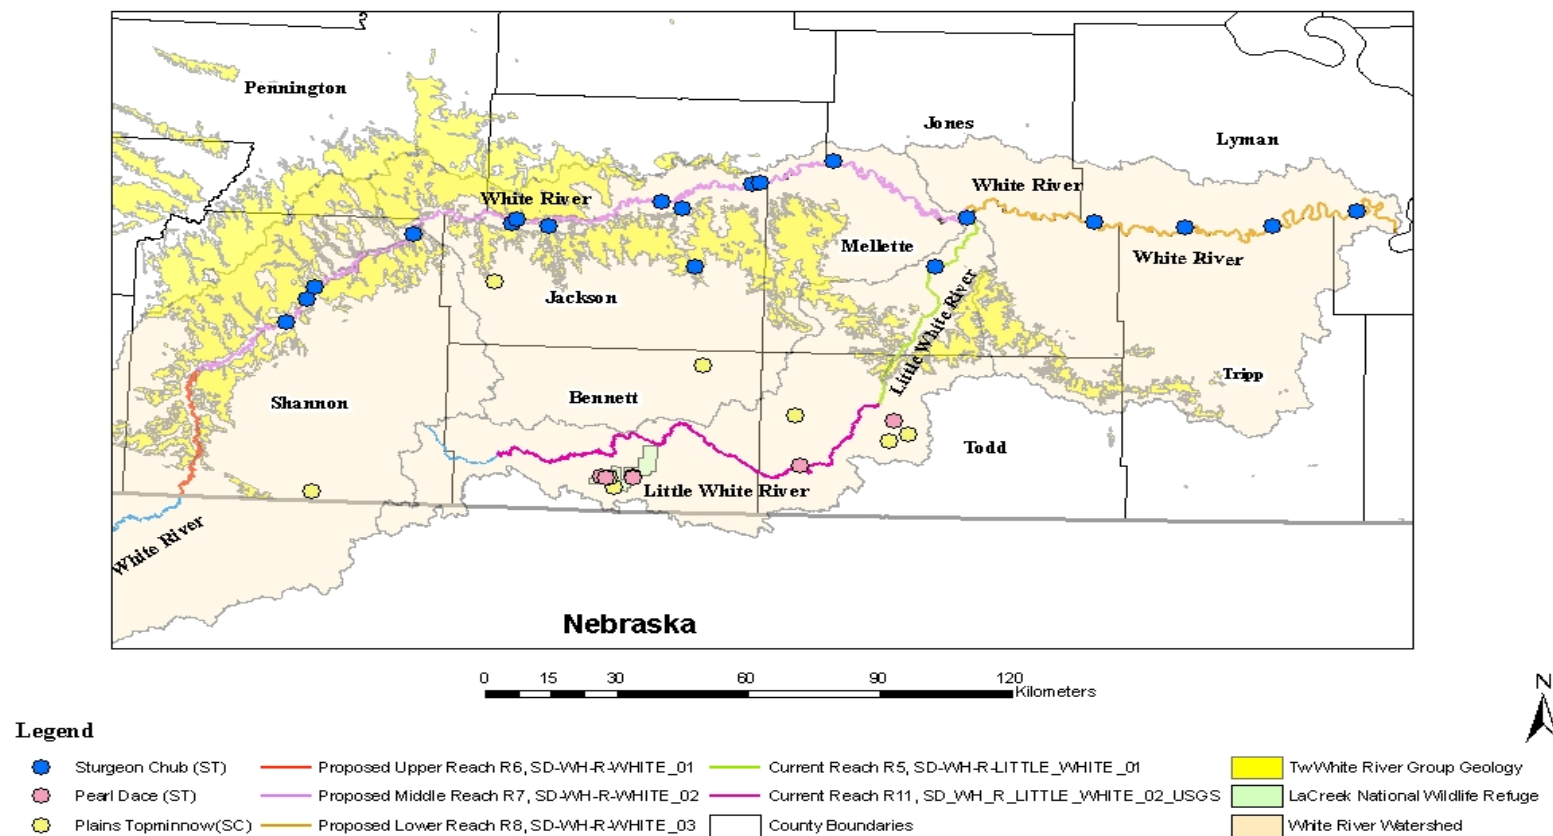 Pennington
Jones
Lyman
White River
White River
Mellette
White River
Jackson
Little White River
Tripp
Shannon
Bennett
Todd
Little White River
White River
Nebraska
0 15 30 60 90 120
Kilometers
N
Legend
Sturgeon Chub (ST)
Proposed Upper Reach R6, SD-WH-R-WHITE_01
Current Reach R5, SD-WH-R-LITTLE_WHITE_01
TwWhite River Group Geology
Pearl Dace (ST)
Proposed Middle Reach R7, SD-WH-R-WHITE_02
Current Reach R11, SD_WH_R_LITTLE_WHITE_02_USGS
LaCreek National Wildlife Refuge
Plains Topminnow(SC)
Proposed Lower Reach R8, SD-WH-R-WHITE_03
County Boundaries
White River Watershed